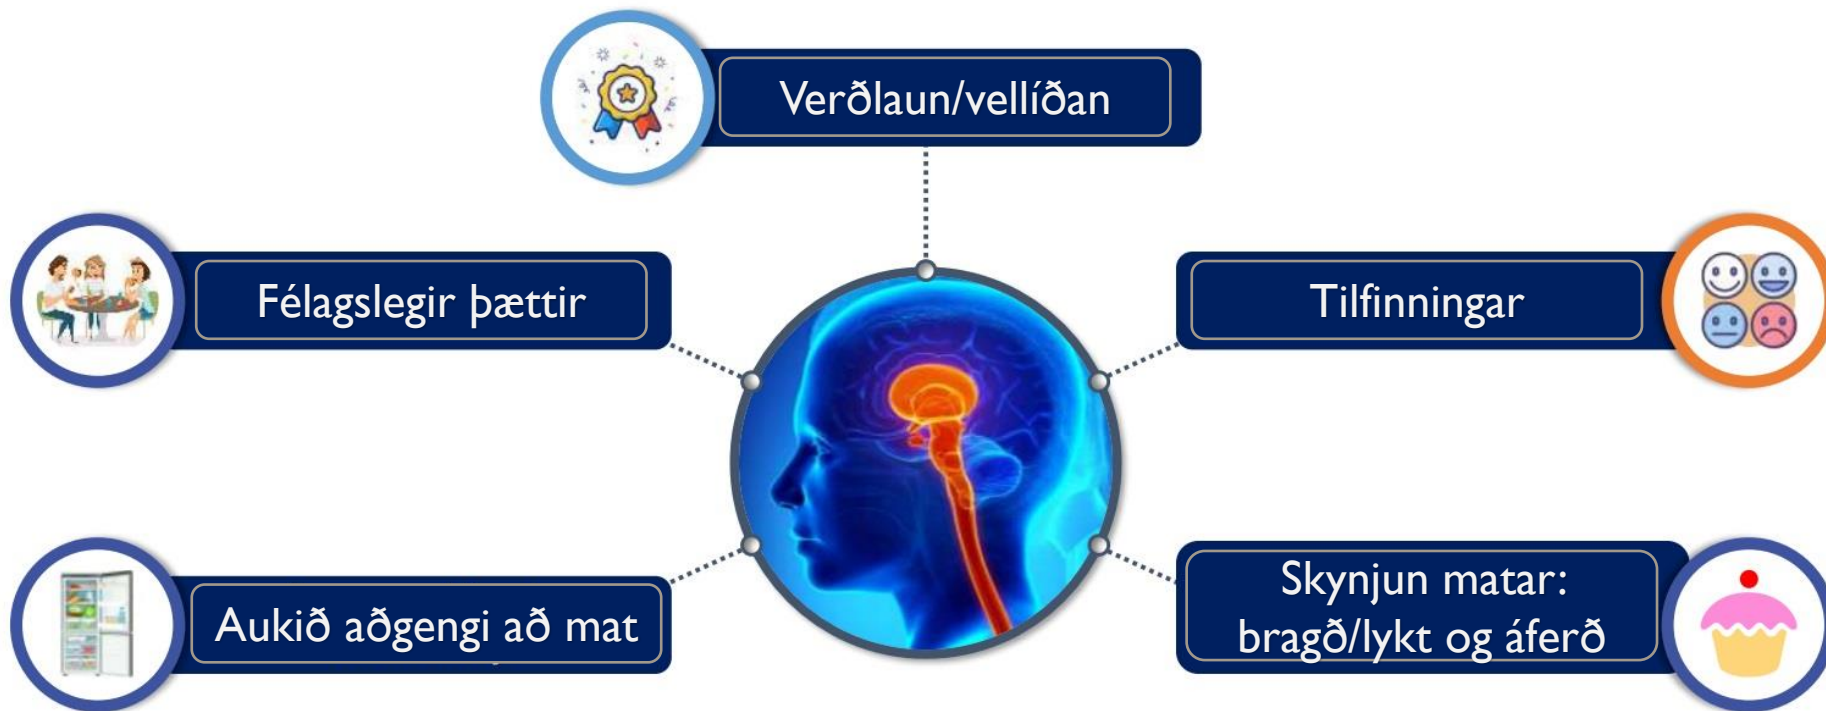 Verðlaun/vellíðan
Félagslegir þættir
Tilfinningar
Aukið aðgengi að mat
Skynjun matar:
bragð/lykt og áferð